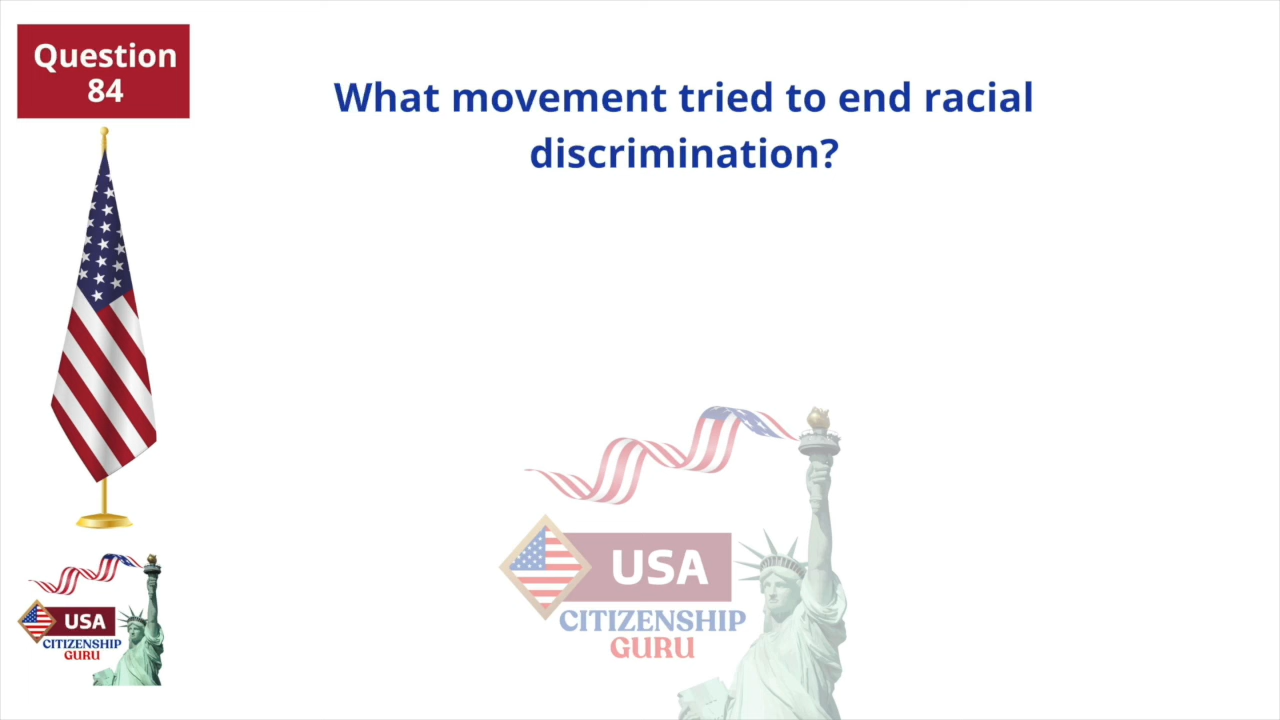 Question
84
What movement tried to end racial
discrimination?
USA
CITIZENSHIP
GURU
USA
CITIZENSHIP
GURU